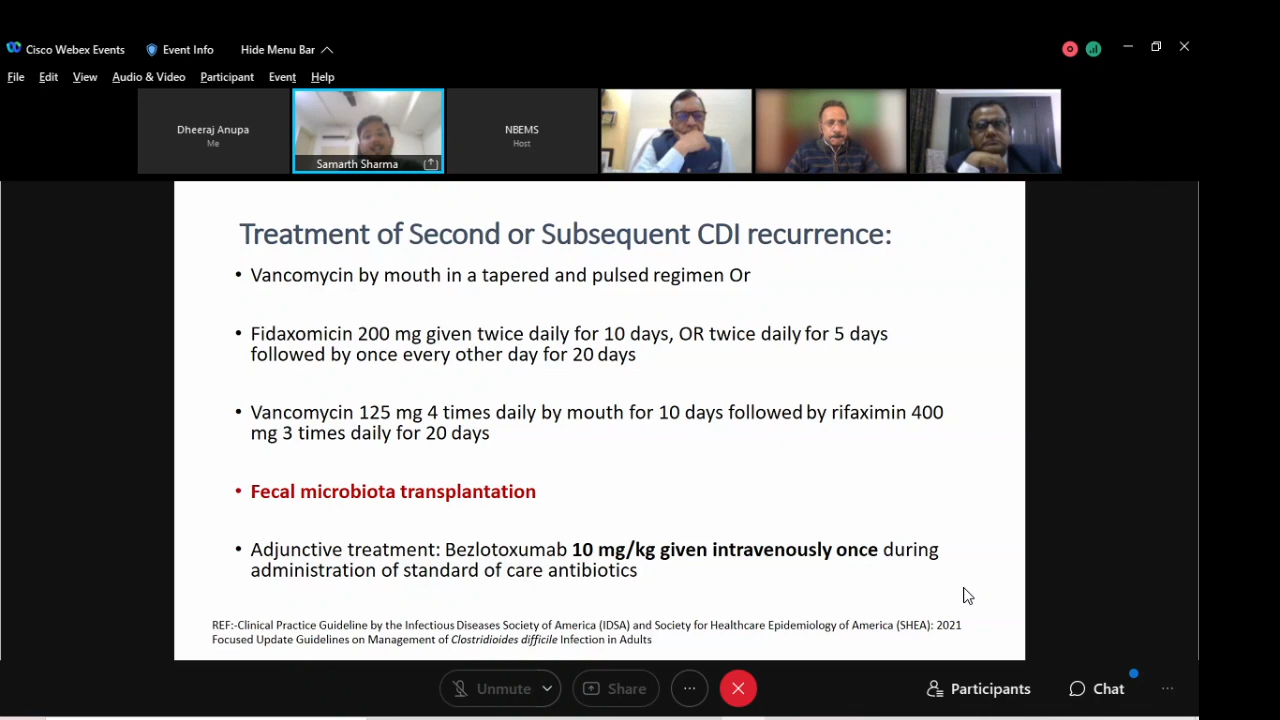 Cisco Webex Events Event Info Hide Menu Bar
File Edit View Audio & Video Participant Event Help
Dheeraj Anupa
Me
Samarth Sharma
NBEMS
Host
Treatment of Second or Subsequent CDI recurrence:
• Vancomycin by mouth in a tapered and pulsed regimen Or
• Fidaxomicin 200 mg given twice daily for 10 days, OR twice daily for 5 days
followed by once every other day for 20 days
• Vancomycin 125 mg 4 times daily by mouth for 10 days followed by rifaximin 400
mg 3 times daily for 20 days
• Fecal microbiota transplantation
• Adjunctive treatment: Bezlotoxumab 10 mg/kg given intravenously once during
administration of standard of care antibiotics
REF:-Clinical Practice Guideline by the Infectious Diseases Society of America (IDSA) and Society for Healthcare Epidemiology of America (SHEA): 2021
Focused Update Guidelines on Management of Clostridioides difficile Infection in Adults
Unmute Share Participants Chat